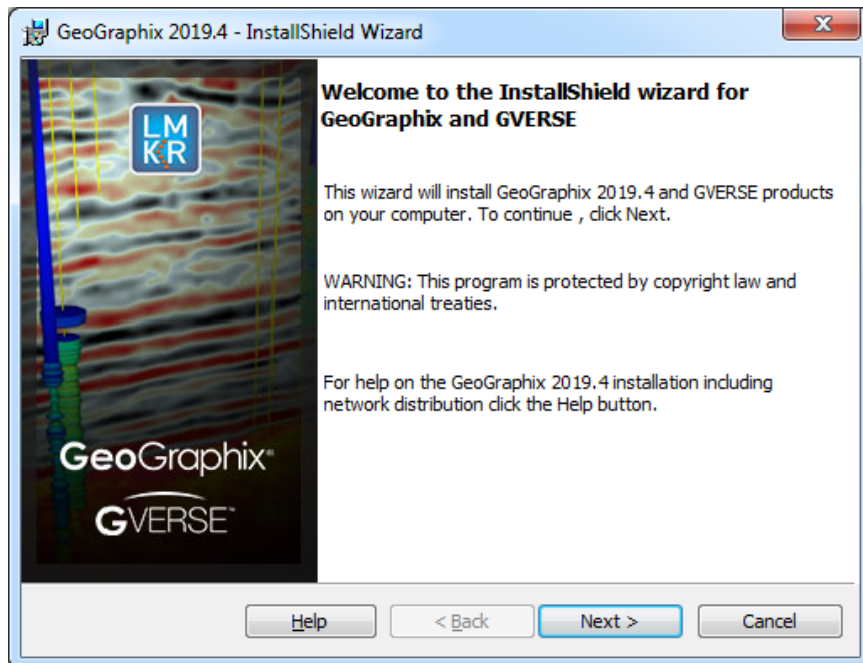 GeoGraphix 2019.4 - InstallShield Wizard
LM
KR
Welcome to the InstallShield wizard for
GeoGraphix and GVERSE
This wizard will install GeoGraphix 2019.4 and GVERSE products
on your computer. To continue , click Next.
WARNING: This program is protected by copyright law and
international treaties.
For help on the GeoGraphix 2019.4 installation including
network distribution click the Help button.
GeoGraphix®
GVERSE™
Help
< Back
Next >
Cancel